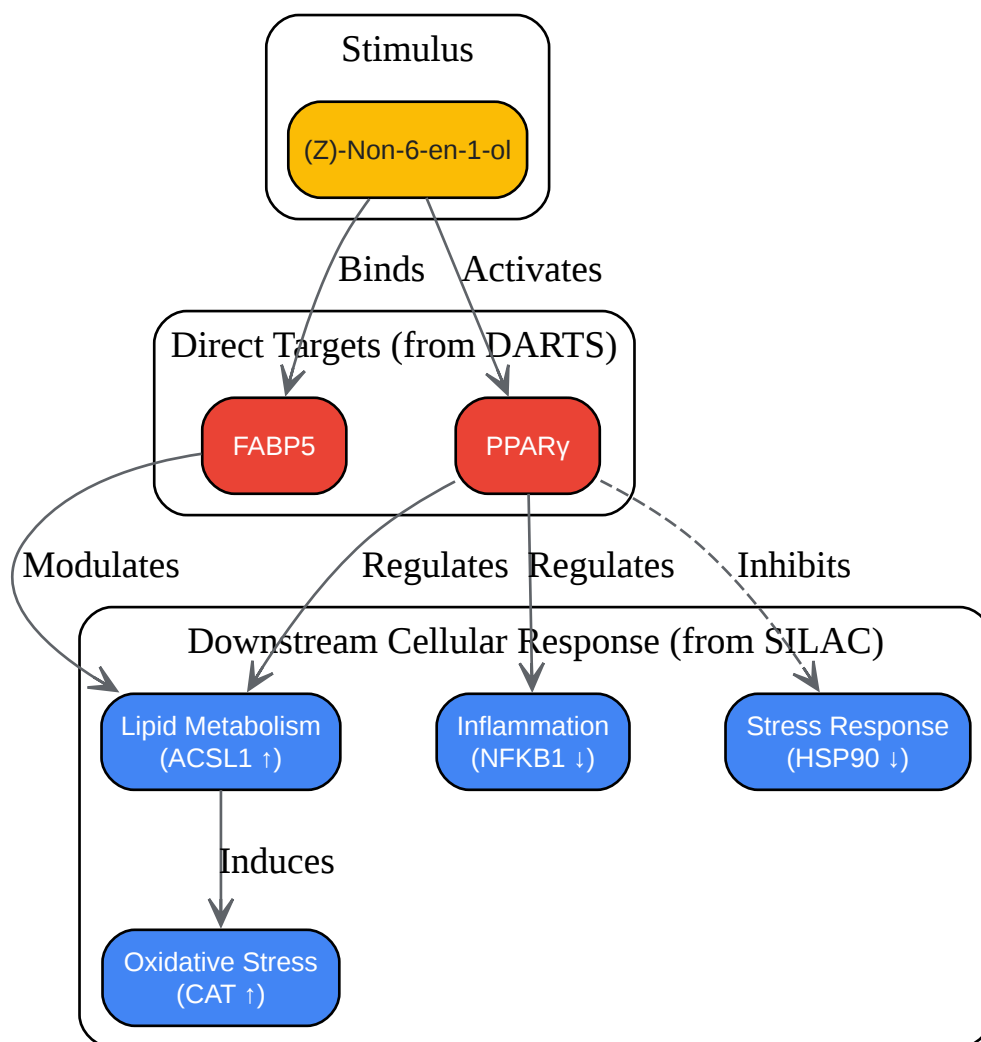 Stimulus
(Z)-Non-6-en-1-ol
Binds
Activates
Direct Targets (from DARTS)
FABP5
PPARγ
Modulates
Regulates
Regulates
Inhibits
Downstream Cellular Response (from SILAC)
Lipid Metabolism
(ACSL1 ↑)
Inflammation
(NFKB1 ↓)
Stress Response
(HSP90 ↓)
Induces
Oxidative Stress
(CAT ↑)